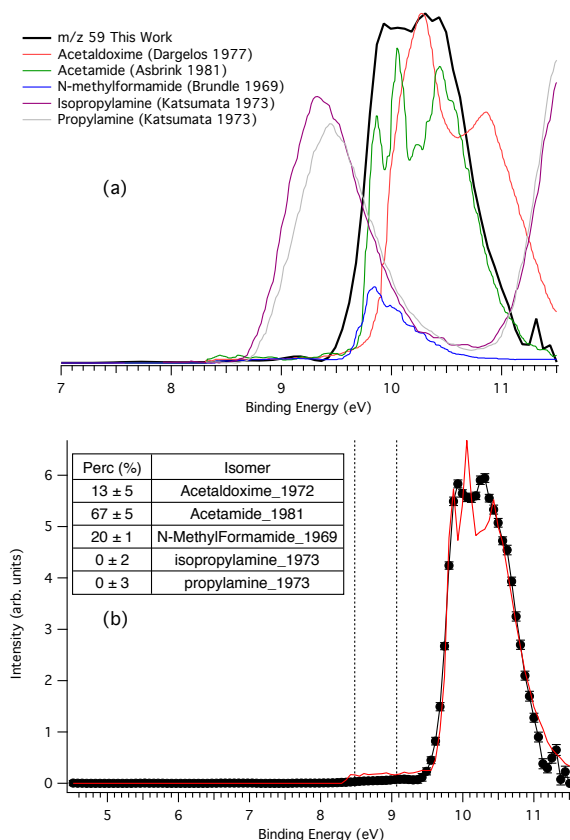 m/z 59 This Work
Acetaldoxime (Dargelos 1977)
Acetamide (Asbrink 1981)
N-methylformamide (Brundle 1969)
Isopropylamine (Katsumata 1973)
Propylamine (Katsumata 1973)
(a)
7 8 9 10 11
Binding Energy (eV)
Perc (%) Isomer
13 ± 5 Acetaldoxime_1972
67 ± 5 Acetamide_1981
20 ± 1 N-MethylFormamide_1969
0 ± 2 isopropylamine_1973
0 ± 3 propylamine_1973
(b)
Intensity (arb. units)
6
5
4
3
2
1
0
5 6 7 8 9 10 11
Binding Energy (eV)